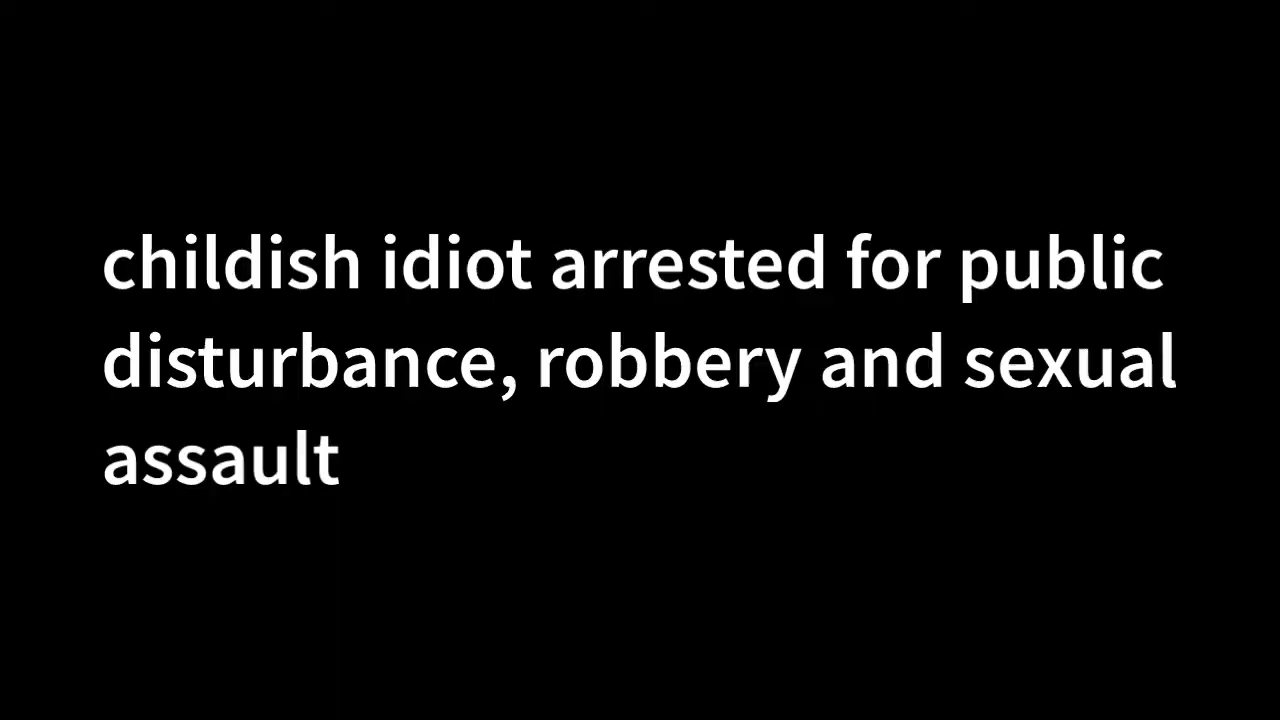 childish idiot arrested for public
disturbance, robbery and sexual
assault